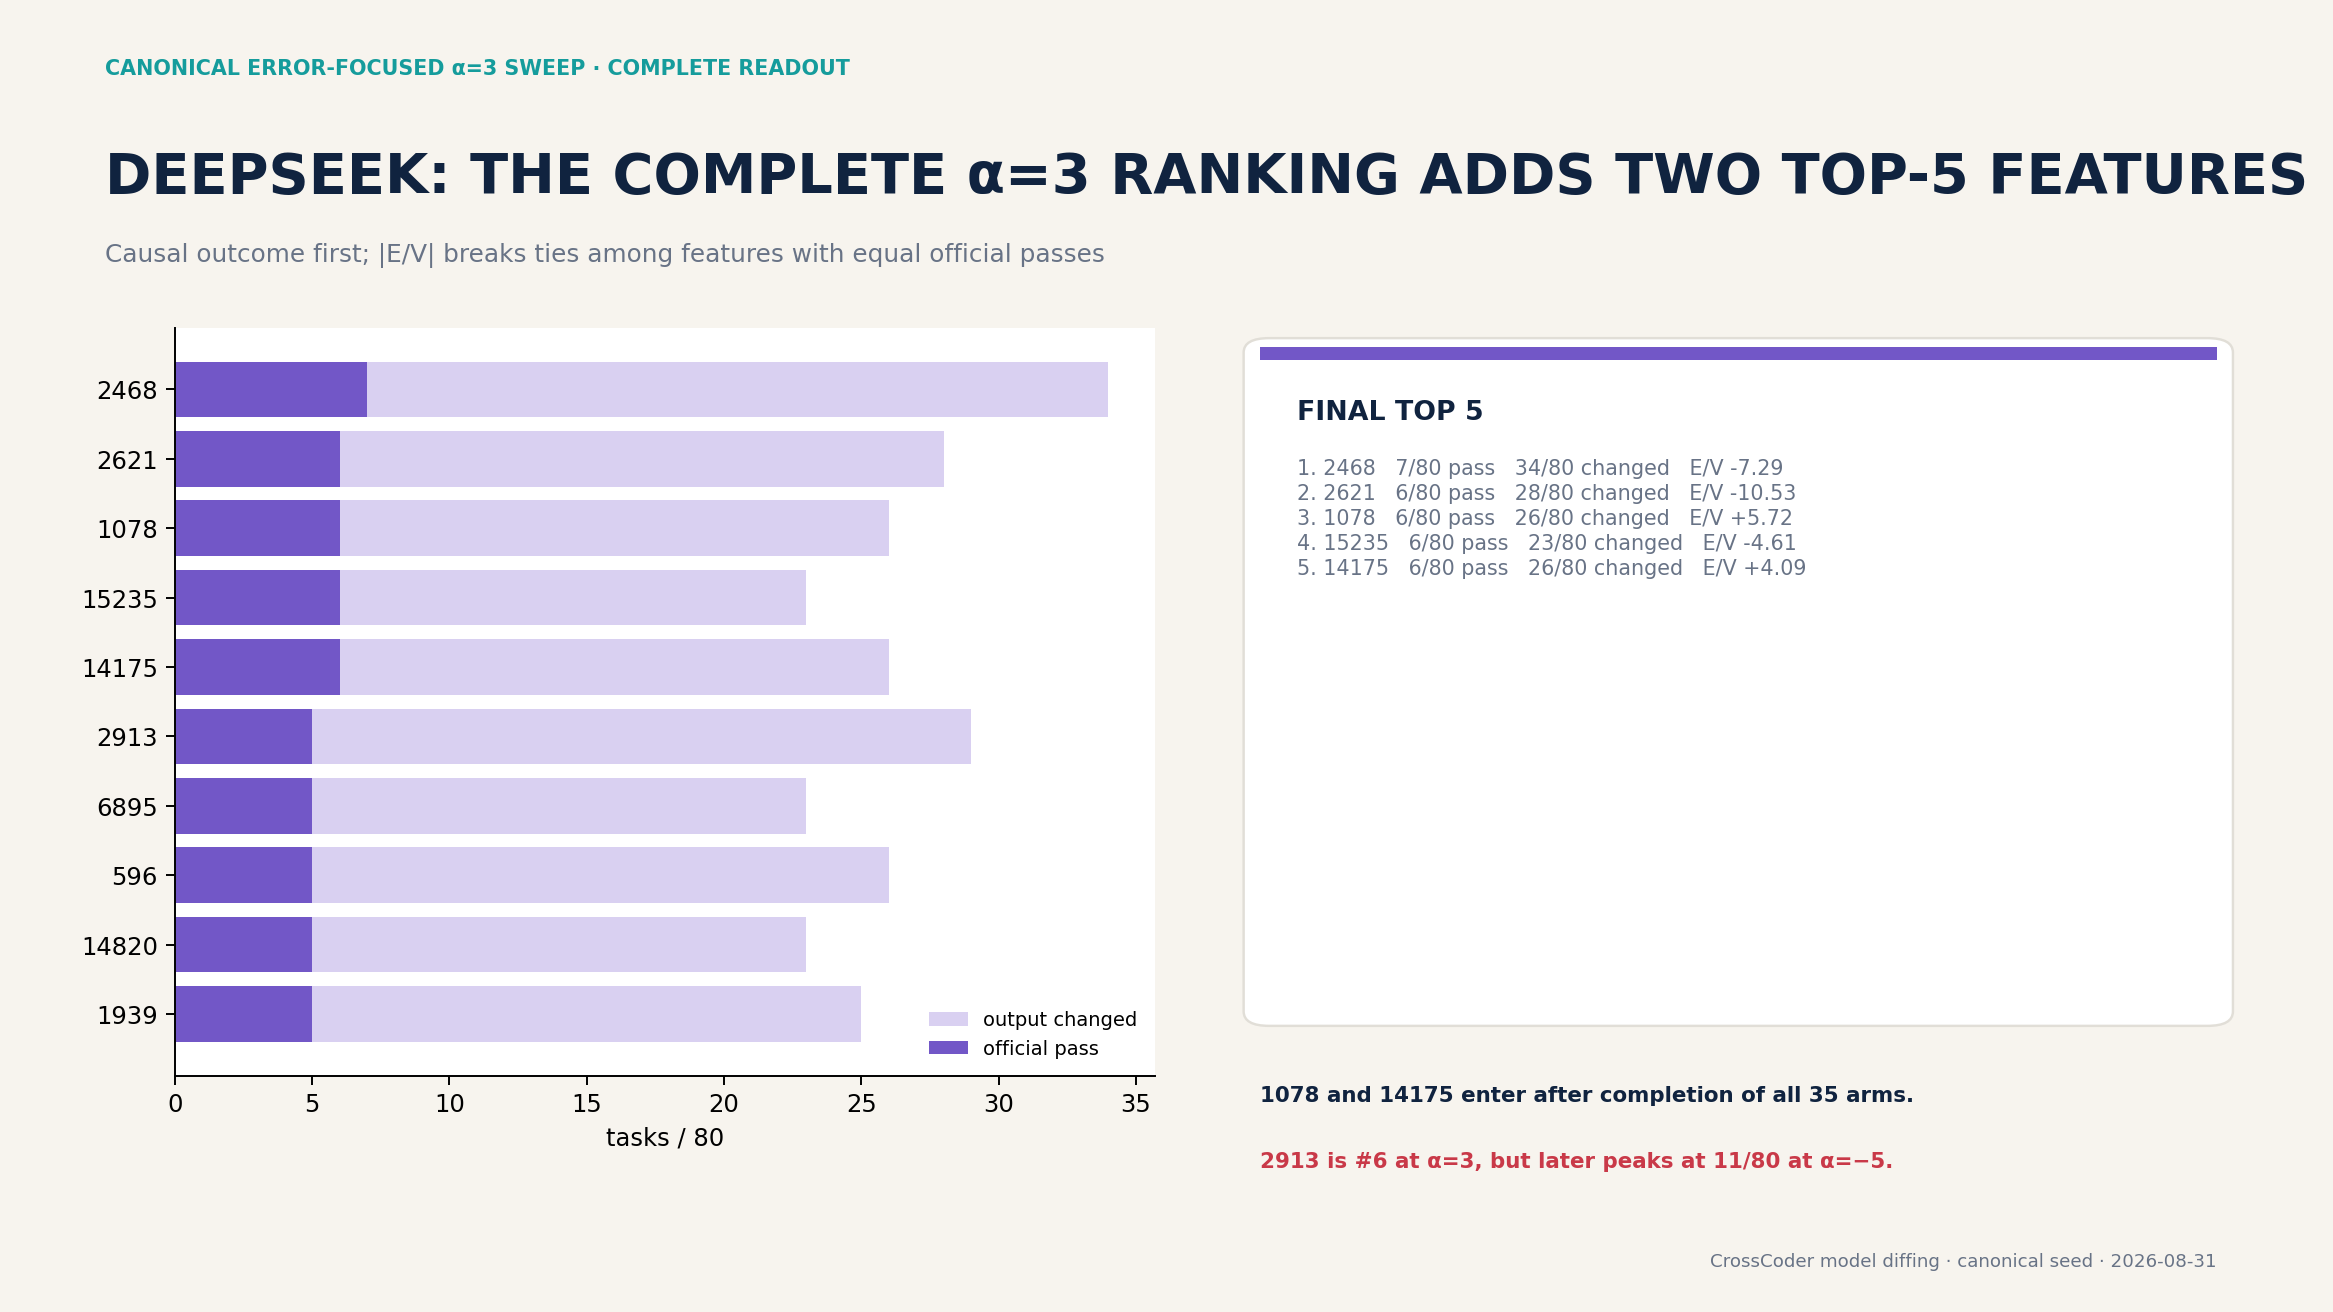 CANONICAL ERROR-FOCUSED α=3 SWEEP · COMPLETE READOUT
DEEPSEEK: THE COMPLETE α=3 RANKING ADDS TWO TOP-5 FEATURES
Causal outcome first; |E/V| breaks ties among features with equal official passes
2468
2621
1078
15235
14175
2913
6895
596
14820
1939
output changed
official pass
0 5 10 15 20 25 30 35
tasks / 80
FINAL TOP 5
1. 2468 7/80 pass 34/80 changed E/V -7.29
2. 2621 6/80 pass 28/80 changed E/V -10.53
3. 1078 6/80 pass 26/80 changed E/V +5.72
4. 15235 6/80 pass 23/80 changed E/V -4.61
5. 14175 6/80 pass 26/80 changed E/V +4.09
1078 and 14175 enter after completion of all 35 arms.
2913 is #6 at α=3, but later peaks at 11/80 at α=−5.
CrossCoder model diffing · canonical seed · 2026-08-31